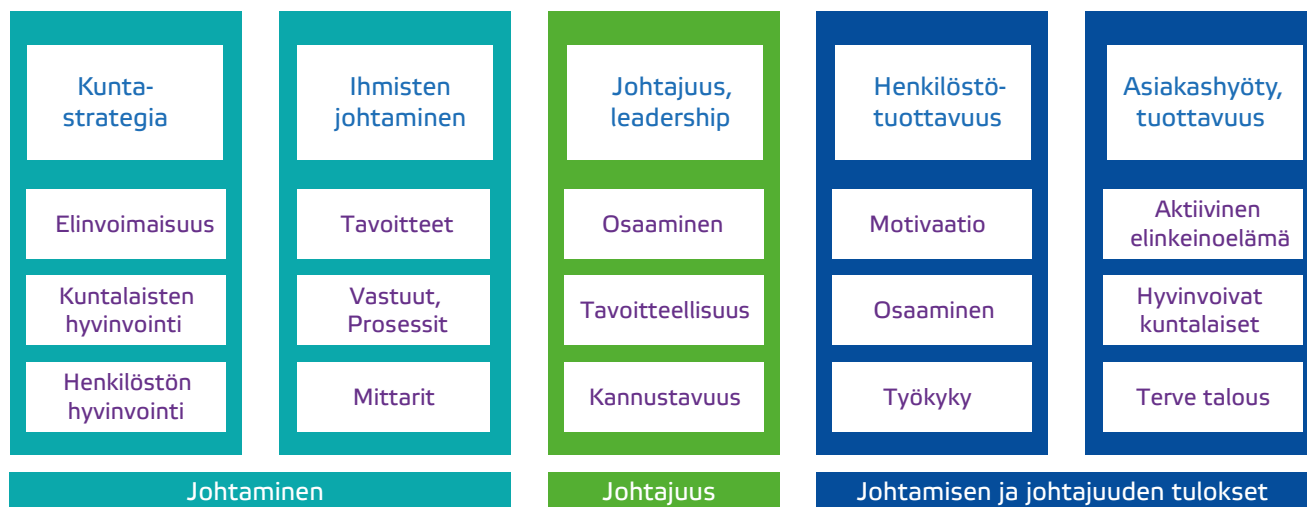 Kunta-
strategia
Elinvoimaisuus
Kuntalaisten
hyvinvointi
Henkilöstön
hyvinvointi
Ihmisten
johtaminen
Tavoitteet
Vastuut,
Prosessit
Mittarit
Johtaminen
Johtajuus,
leadership
Osaaminen
Tavoitteellisuus
Kannustavuus
Johtajuus
Henkilöstö-
tuottavuus
Motivaatio
Osaaminen
Työkyky
Asiakashyöty,
tuottavuus
Aktiivinen
elinkeinoelämä
Hyvinvoivat
kuntalaiset
Terve talous
Johtamisen ja johtajuuden tulokset